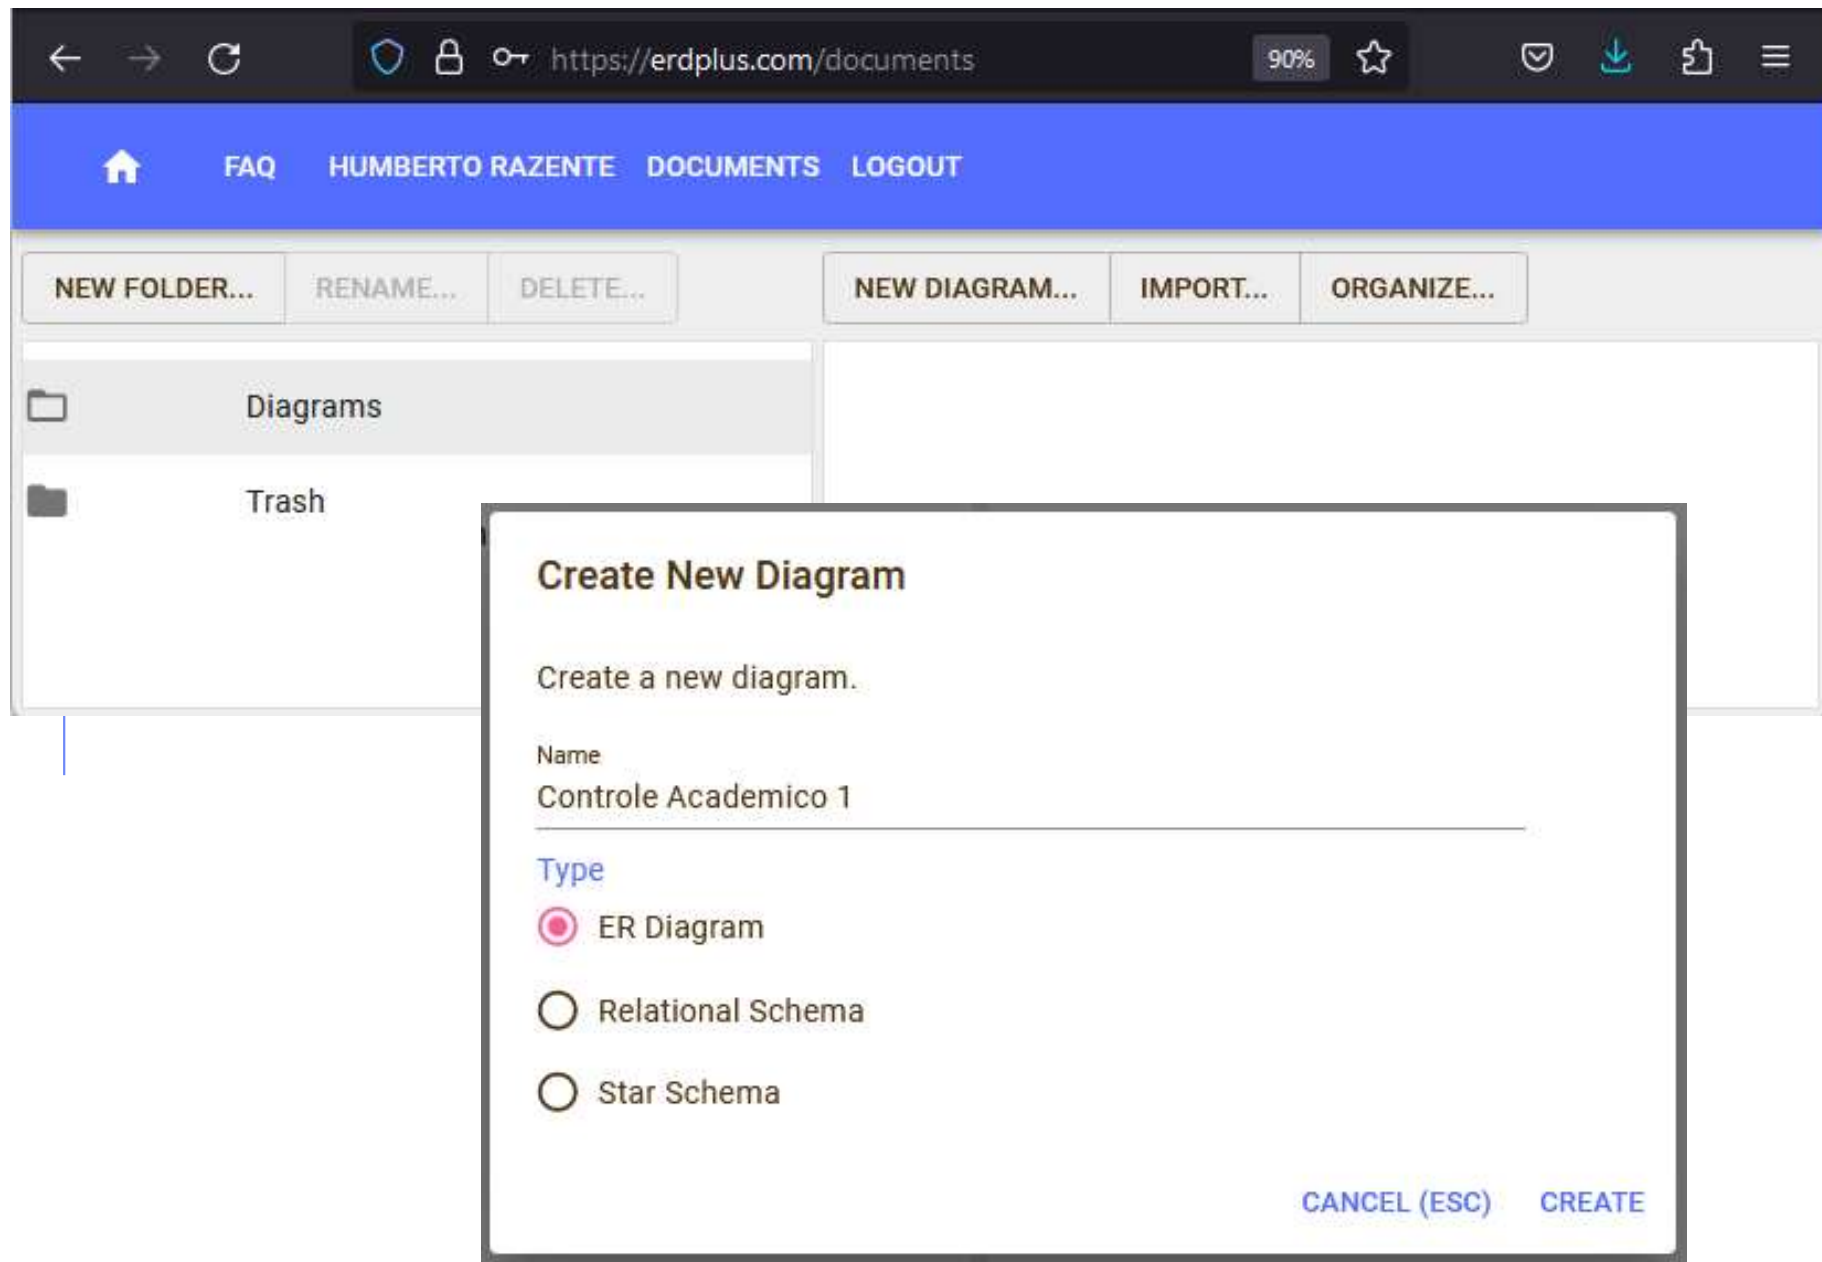 https://erdplus.com/documents 90%
FAQ HUMBERTO RAZENTE DOCUMENTS LOGOUT
NEW FOLDER... RENAME... DELETE... NEW DIAGRAM... IMPORT... ORGANIZE...
Diagrams
Trash
Create New Diagram
Create a new diagram.
Name
Controle Academico 1
Type
ER Diagram
Relational Schema
Star Schema
CANCEL (ESC) CREATE